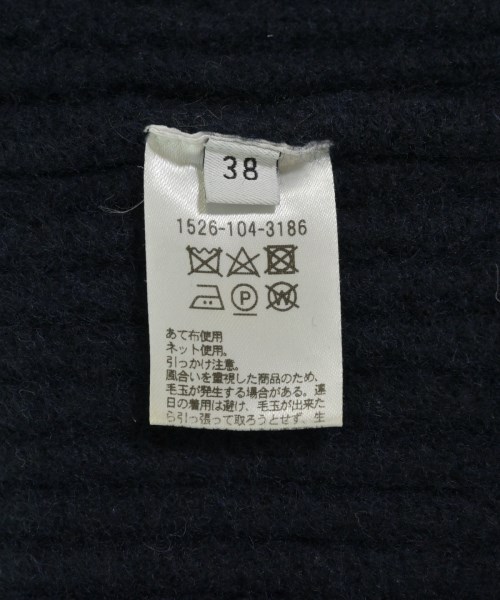 38
1526-104-3186
P W
あて布使用
ネット使用。
引っかけ注意。
風合いを重視した商品のため、
毛玉が発生する場合がある。連
日の着用は避け、毛玉が出来た
ら引っ張って取ろうとせず、生